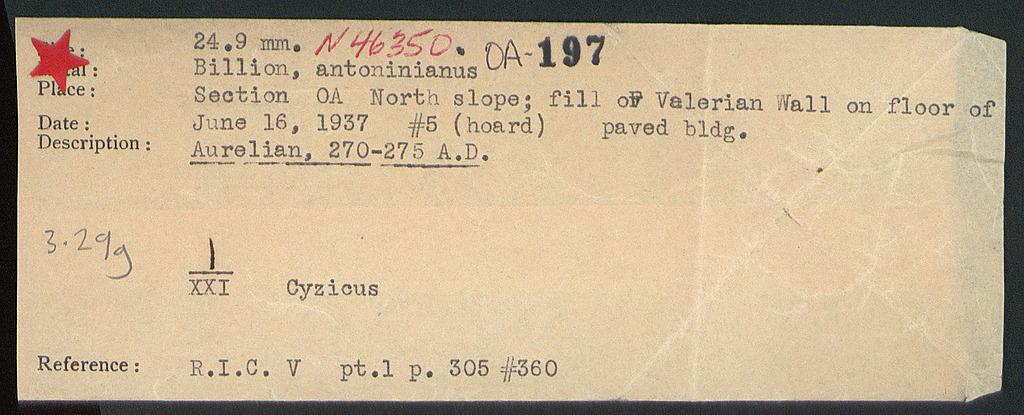 24.9 mm. N 46350. OA-197
Billion, antoninianus
Place: Section OA North slope; fill of Valerian Wall on floor of
Date: June 16, 1937 #5 (hoard) paved bldg.
Description: Aurelian, 270-275 A.D.
3.29g
1
XXI Cyzicus
Reference: R.I.C. V pt.1 p. 305 #360